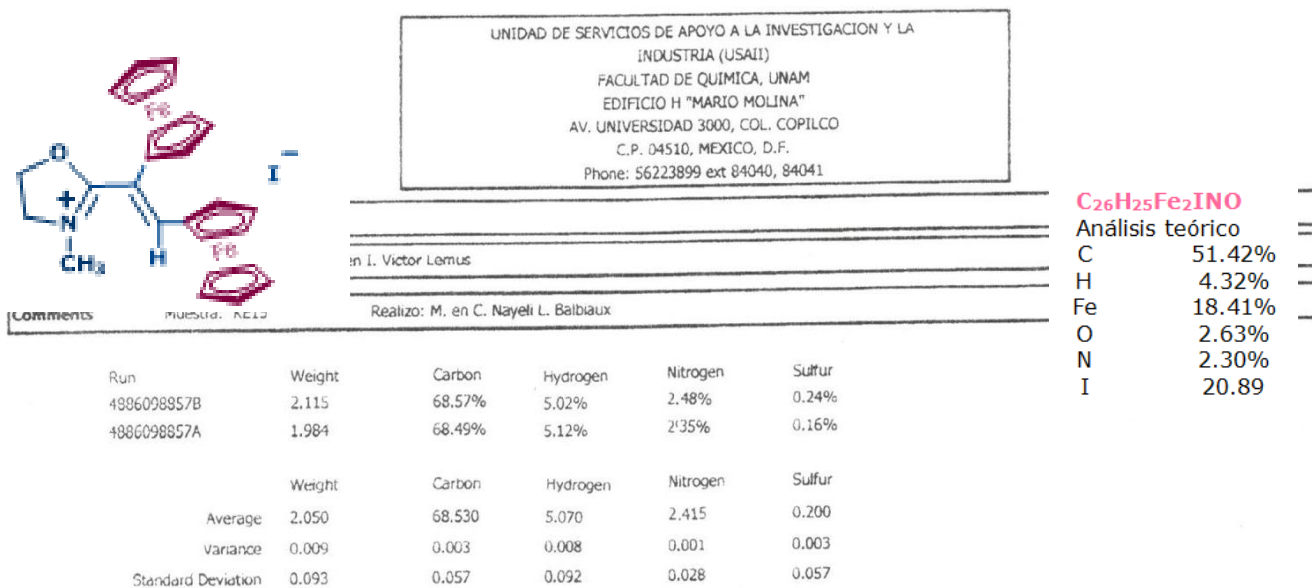 UNIDAD DE SERVICIOS DE APOYO A LA INVESTIGACION Y LA
INDUSTRIA (USAII)
FACULTAD DE QUIMICA, UNAM
EDIFICIO H "MARIO MOLINA"
AV. UNIVERSIDAD 3000, COL. COPILCO
C.P. 04510, MEXICO, D.F.
Phone: 56223899 ext 84040, 84041
Fe
O
+
N
CH₃
H
I⁻
Fe
C₂₆H₂₅Fe₂INO
Análisis teórico
C 51.42%
H 4.32%
Fe 18.41%
O 2.63%
N 2.30%
I 20.89
en I. Victor Lemus
Comments Muestra: Realizo: M. en C. Nayeli L. Balbiaux
Run Weight Carbon Hydrogen Nitrogen Sulfur
4886098857B 2.115 68.57% 5.02% 2.48% 0.24%
4886098857A 1.984 68.49% 5.12% 2'35% 0.16%
Weight Carbon Hydrogen Nitrogen Sulfur
Average 2.050 68.530 5.070 2.415 0.200
Variance 0.009 0.003 0.008 0.001 0.003
Standard Deviation 0.093 0.057 0.092 0.028 0.057